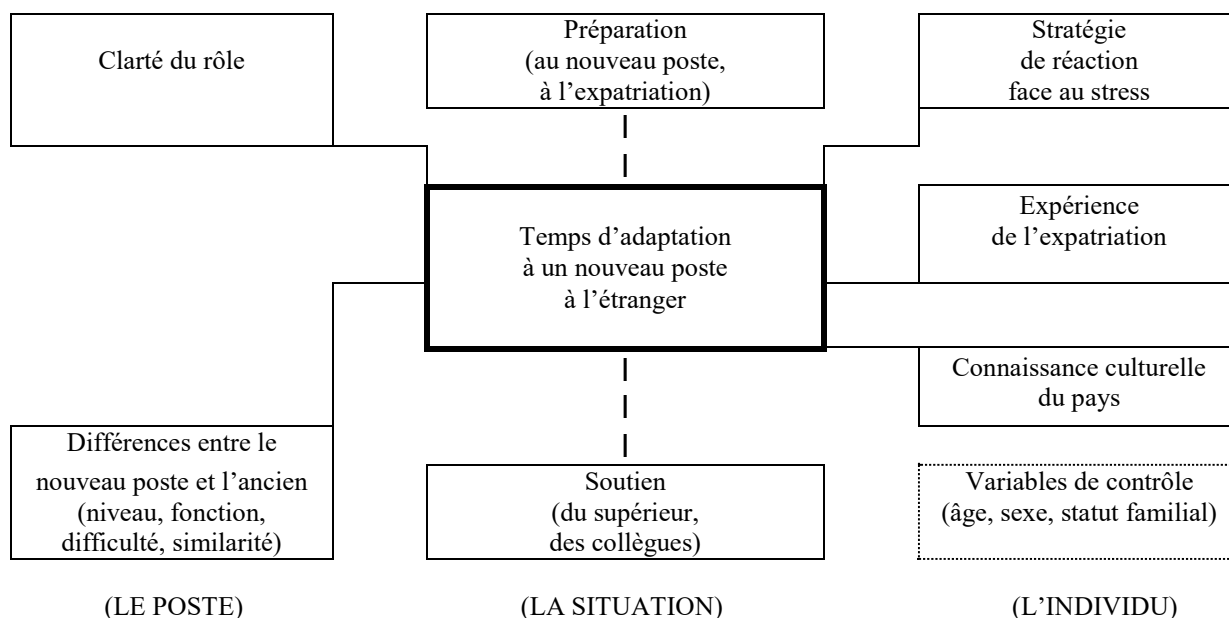 Clarté du rôle
Préparation
(au nouveau poste,
à l’expatriation)
Stratégie
de réaction
face au stress
Temps d’adaptation
à un nouveau poste
à l’étranger
Expérience
de l’expatriation
Connaissance culturelle
du pays
Différences entre le
nouveau poste et l’ancien
(niveau, fonction,
difficulté, similarité)
Soutien
(du supérieur,
des collègues)
Variables de contrôle
(âge, sexe, statut familial)
(LE POSTE)
(LA SITUATION)
(L’INDIVIDU)